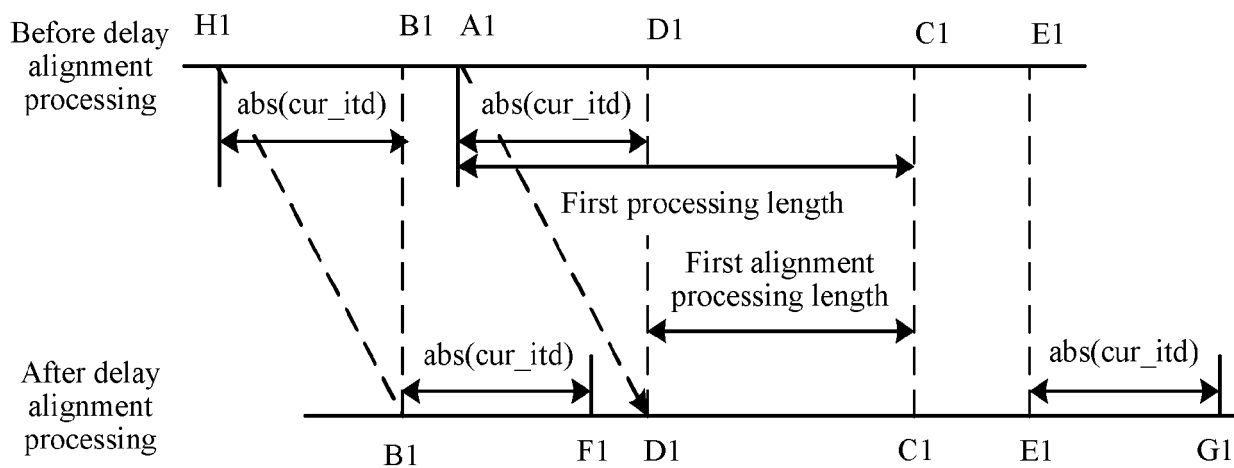 H1 B1 A1 D1 C1 E1
Before delay
alignment
processing
abs(cur_itd) abs(cur_itd)
First processing length
First alignment
processing length
abs(cur_itd) abs(cur_itd)
After delay
alignment
processing
B1 F1 D1 C1 E1 G1